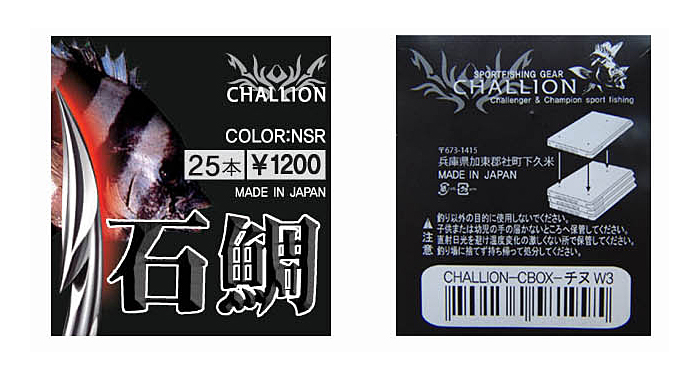 CHALLION
COLOR:NSR
25本 ¥1200
MADE IN JAPAN
石鯛
SPORTFISHING GEAR
CHALLION
Challenger & Champion sport fishing
〒673-1415
兵庫県加東郡社町下久米
MADE IN JAPAN
注意
釣り以外の目的に使用しないでください。
子供または幼児の手の届かないところへ保管してください。
直射日光を避け温度変化の激しくない所で保管してください。
釣り場に捨てず持ち帰って処分してください。
CHALLION-CBOX-チヌ W3